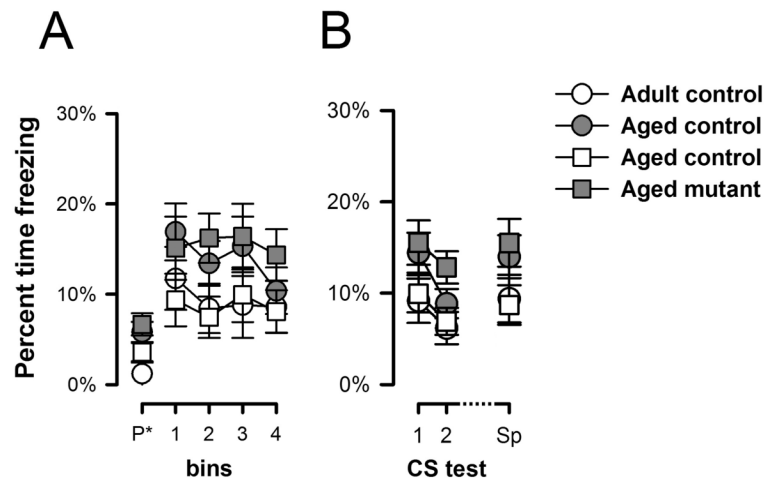 A
B
Percent time freezing
30%
20%
10%
0%
P* 1 2 3 4
bins
30%
20%
10%
0%
1 2 Sp
CS test
Adult control
Aged control
Aged control
Aged mutant